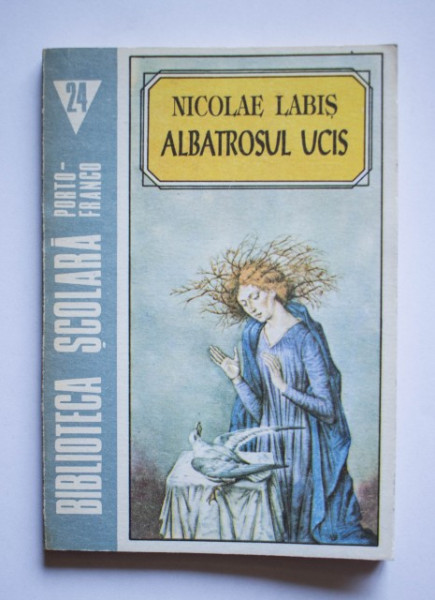 24
BIBLIOTECA ȘCOLARĂ
PORTO-
FRANCO
NICOLAE LABIȘ
ALBATROSUL UCIS